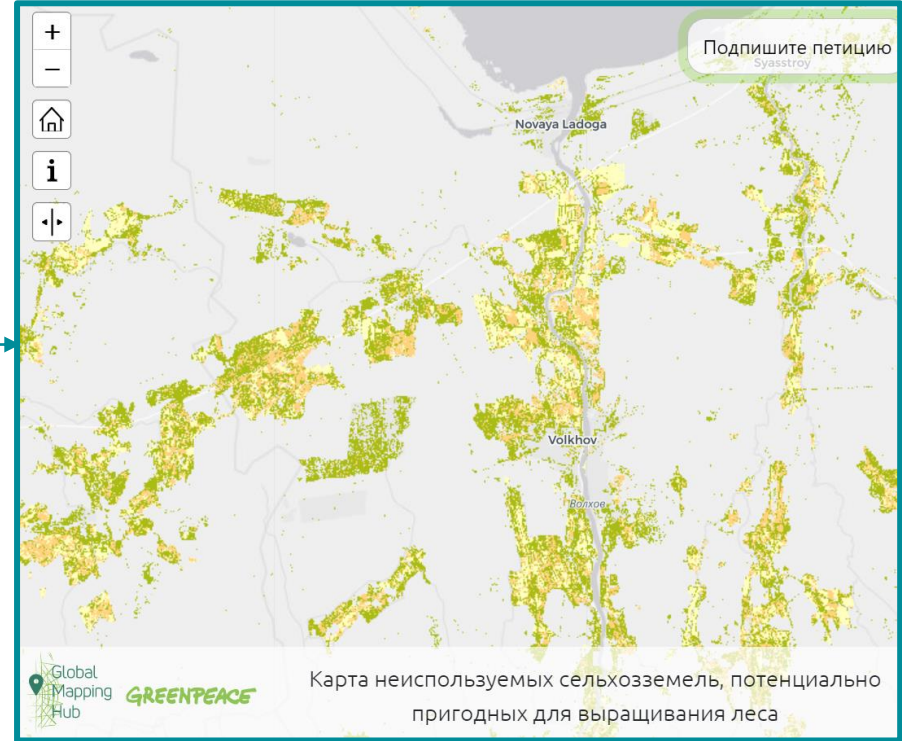 +
−
i
Подпишите петицию
Syasstroy
Novaya Ladoga
Volkhov
Волхов
Global
Mapping
Hub
GREENPEACE
Карта неиспользуемых сельхозземель, потенциально
пригодных для выращивания леса